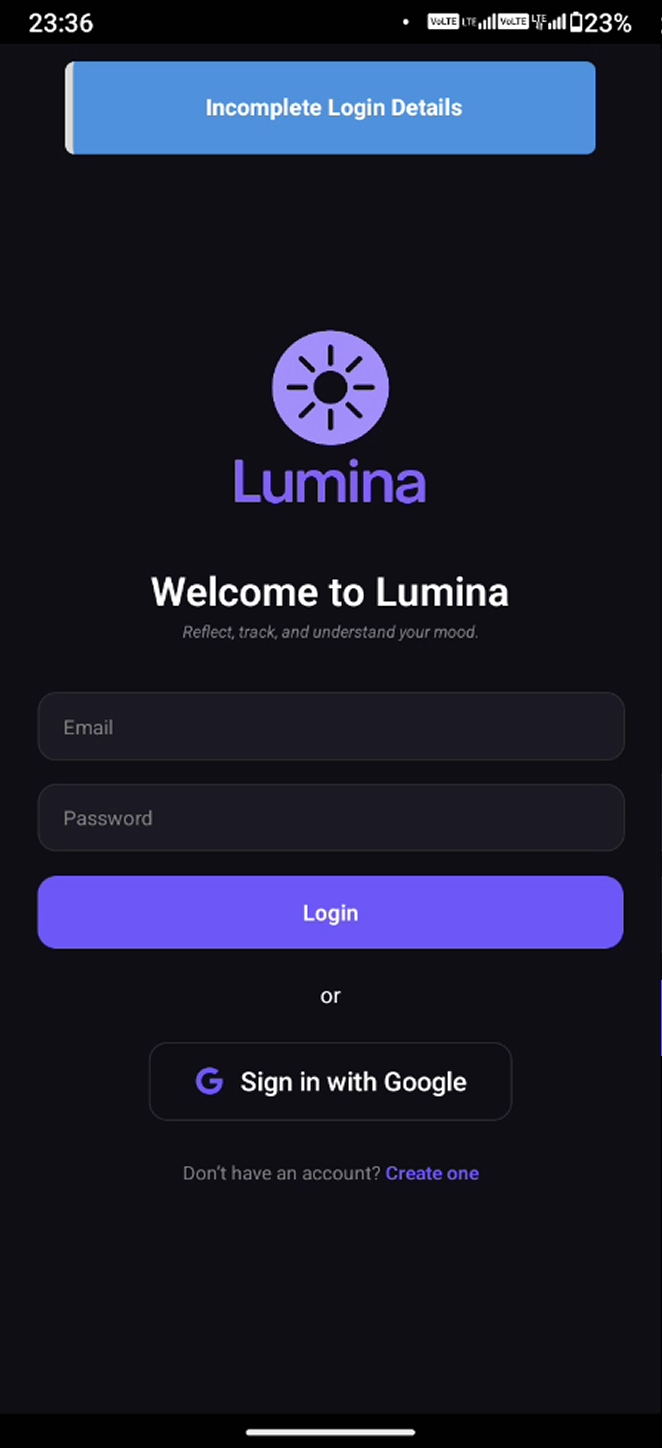 23:36 VoLTE LTE VoLTE LTE 23%
Incomplete Login Details
Lumina
Welcome to Lumina
Reflect, track, and understand your mood.
Email
Password
Login
or
G Sign in with Google
Don't have an account? Create one